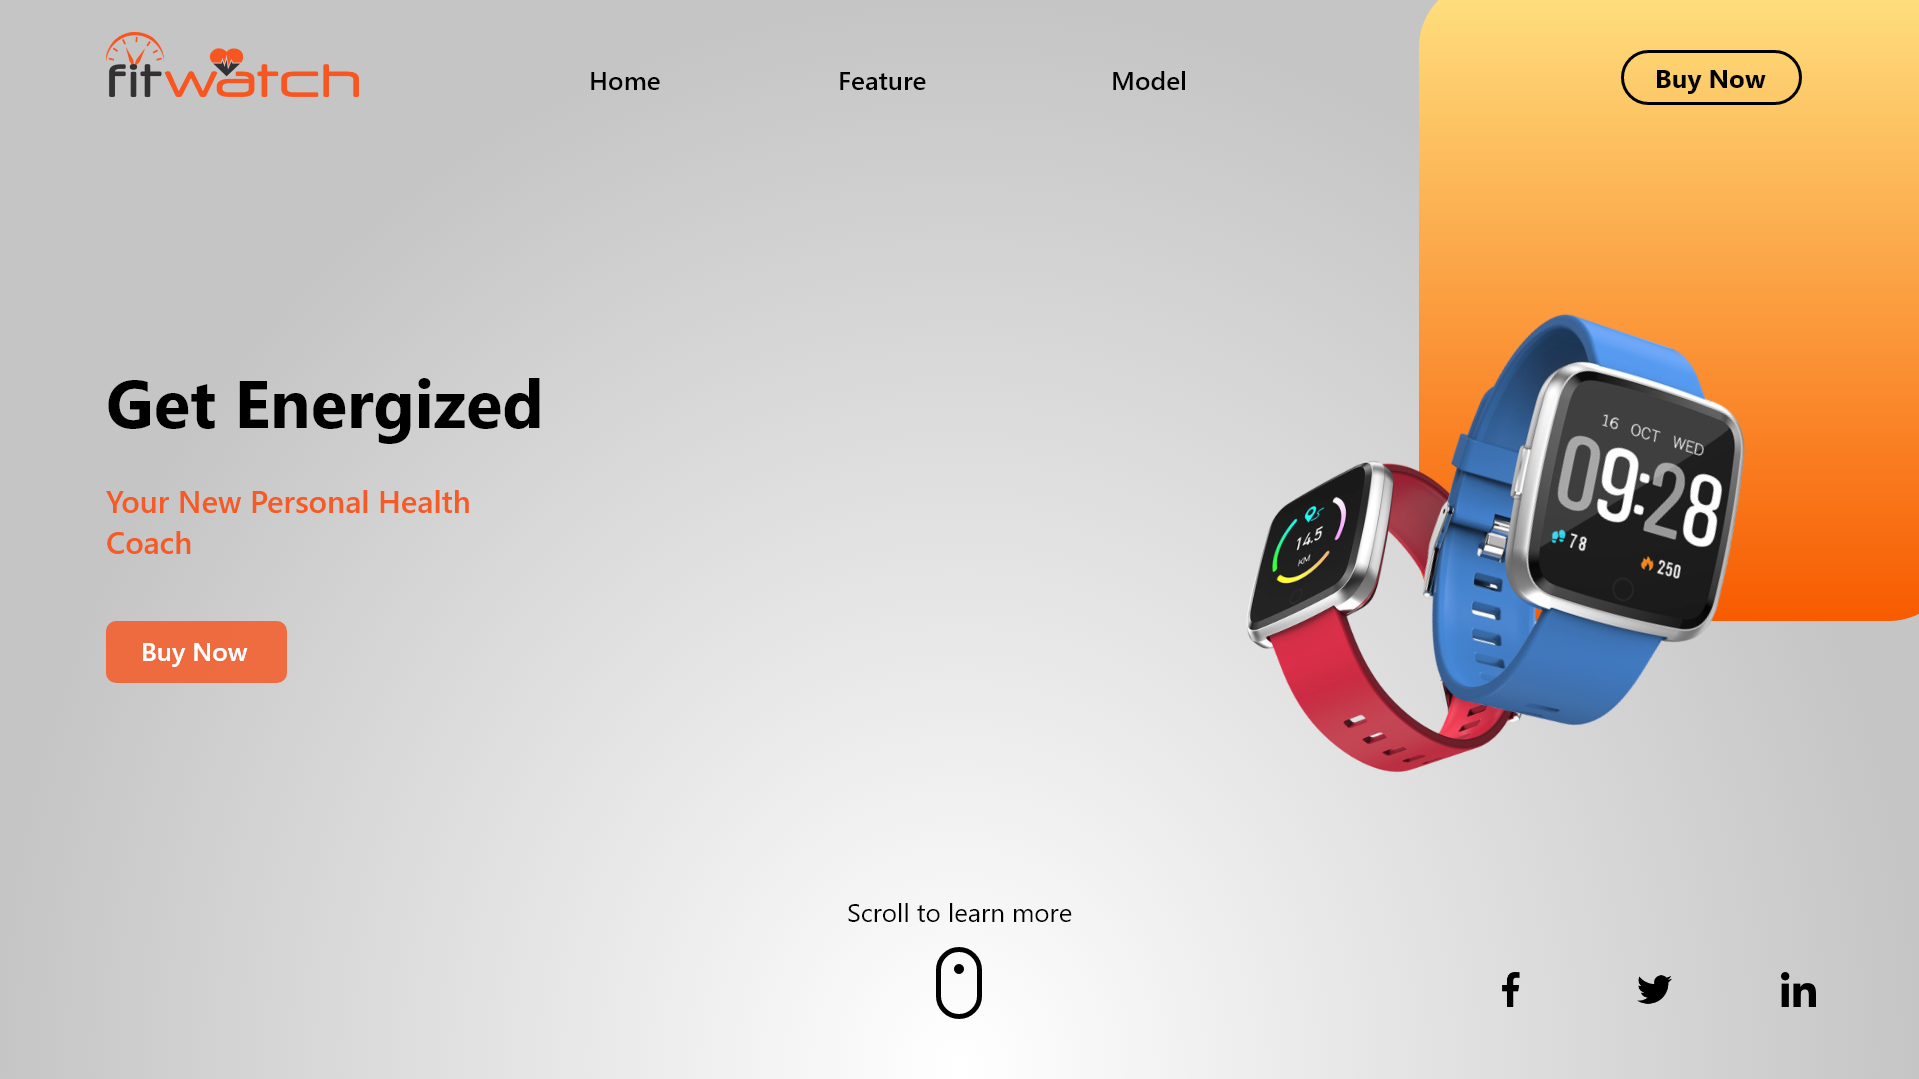 fitwatch
Home
Feature
Model
Buy Now
Get Energized
Your New Personal Health
Coach
Buy Now
16 OCT WED
09:28
78
250
14.5
KM
Scroll to learn more